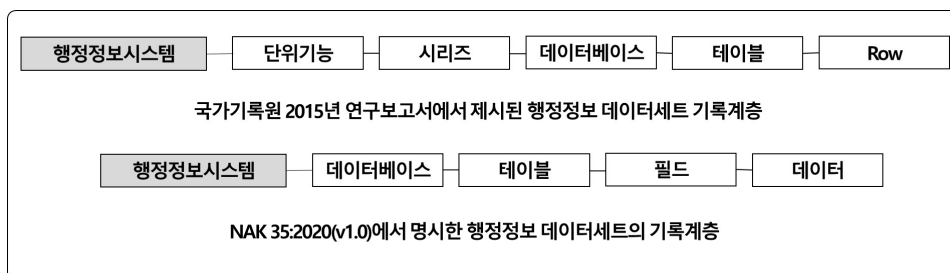 행정정보시스템 단위기능 시리즈 데이터베이스 테이블 Row
국가기록원 2015년 연구보고서에서 제시된 행정정보 데이터세트 기록계층
행정정보시스템 데이터베이스 테이블 필드 데이터
NAK 35:2020(v1.0)에서 명시한 행정정보 데이터세트의 기록계층